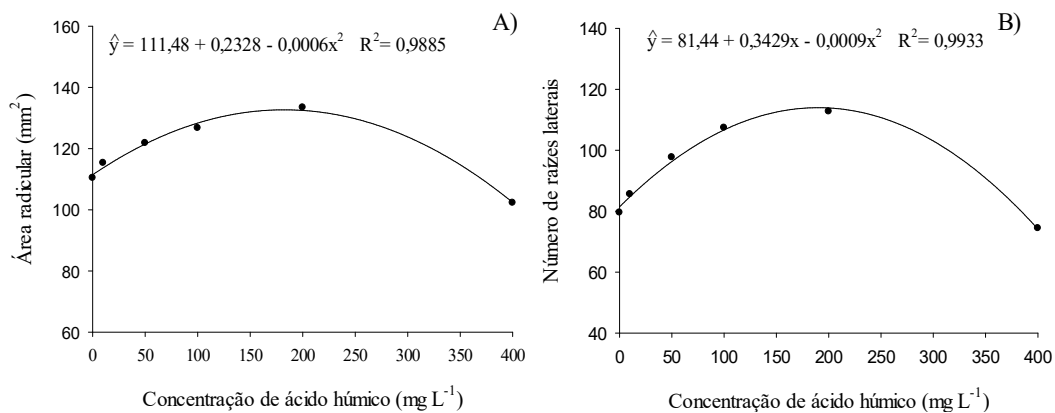 A)
ŷ = 111,48 + 0,2328 - 0,0006x² R² = 0,9885
Área radicular (mm²)
160
140
120
100
80
60
0 50 100 150 200 250 300 350 400
Concentração de ácido húmico (mg L⁻¹)
B)
ŷ = 81,44 + 0,3429x - 0,0009x² R² = 0,9933
Número de raízes laterais
140
120
100
80
60
40
0 50 100 150 200 250 300 350 400
Concentração de ácido húmico (mg L⁻¹)